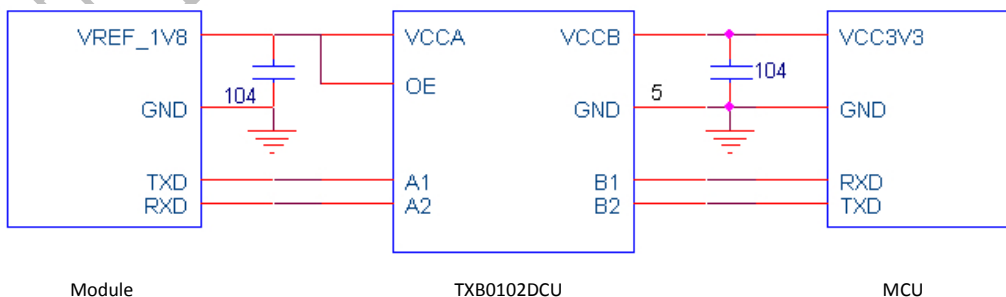 VREF_1V8
GND
TXD
RXD
104
VCCA
OE
A1
A2
VCCB
GND
5
B1
B2
104
VCC3V3
GND
RXD
TXD
Module
TXB0102DCU
MCU